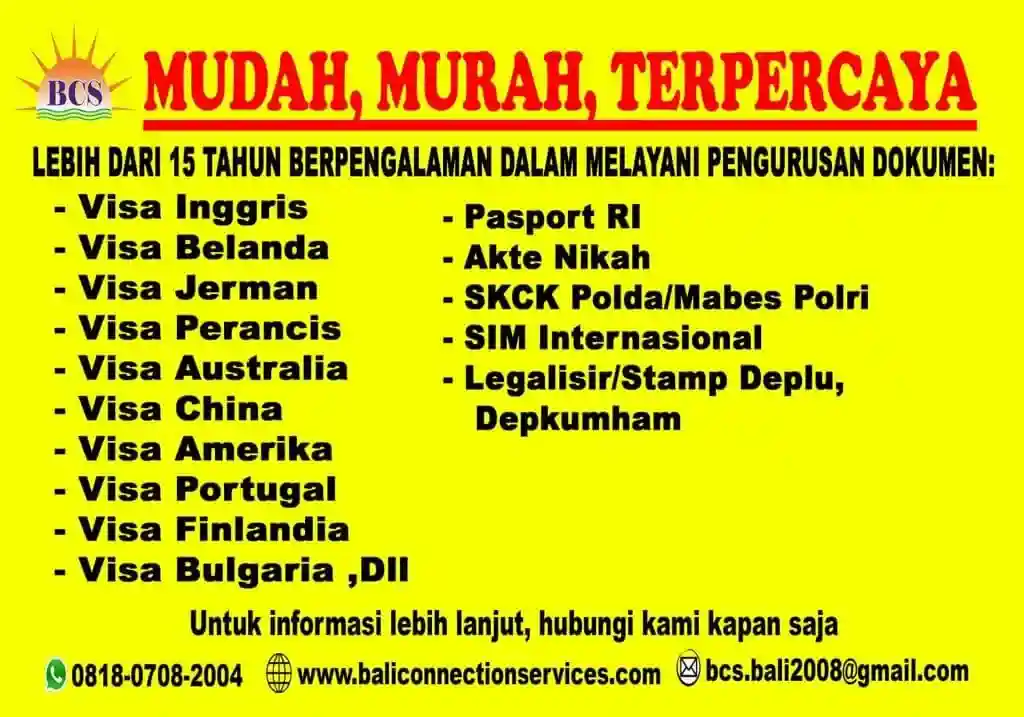 BCS
MUDAH, MURAH, TERPERCAYA
LEBIH DARI 15 TAHUN BERPENGALAMAN DALAM MELAYANI PENGURUSAN DOKUMEN:
- Visa Inggris
- Visa Belanda
- Visa Jerman
- Visa Perancis
- Visa Australia
- Visa China
- Visa Amerika
- Visa Portugal
- Visa Finlandia
- Visa Bulgaria ,Dll
- Pasport RI
- Akte Nikah
- SKCK Polda/Mabes Polri
- SIM Internasional
- Legalisir/Stamp Deplu,
Depkumham
Untuk informasi lebih lanjut, hubungi kami kapan saja
0818-0708-2004 www.baliconnectionservices.com bcs.bali2008@gmail.com